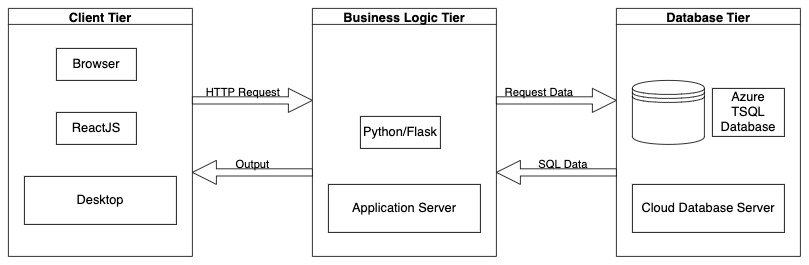 Client Tier
Browser
ReactJS
Desktop
HTTP Request
Output
Business Logic Tier
Python/Flask
Application Server
Request Data
SQL Data
Database Tier
Azure
TSQL
Database
Cloud Database Server